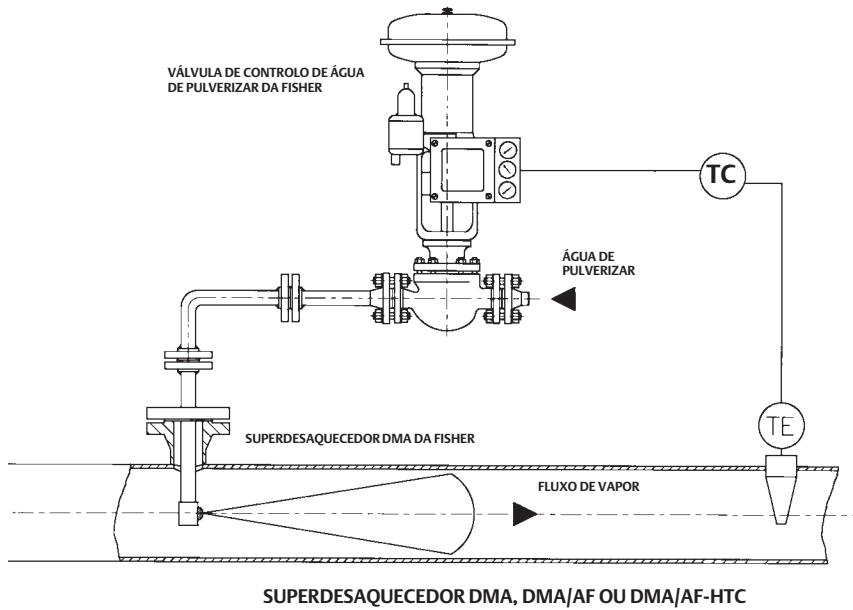 VÁLVULA DE CONTROLO DE ÁGUA
DE PULVERIZAR DA FISHER
TC
ÁGUA DE
PULVERIZAR
TE
SUPERDESAQUECEDOR DMA DA FISHER
FLUXO DE VAPOR
SUPERDESAQUECEDOR DMA, DMA/AF OU DMA/AF-HTC